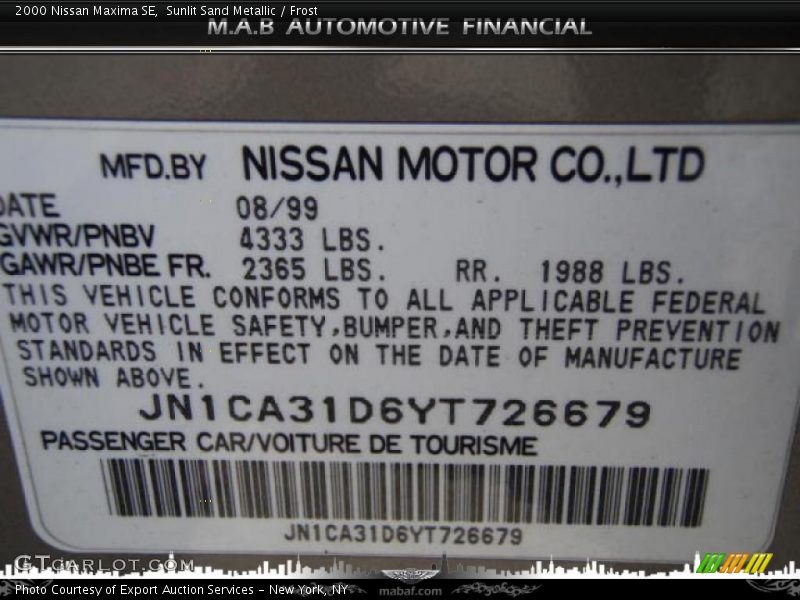 2000 Nissan Maxima SE,  Sunlit Sand Metallic / Frost
M.A.B AUTOMOTIVE FINANCIAL
MFD.BY NISSAN MOTOR CO.,LTD
DATE 08/99
GVWR/PNBV 4333 LBS.
GAWR/PNBE FR. 2365 LBS. RR. 1988 LBS.
THIS VEHICLE CONFORMS TO ALL APPLICABLE FEDERAL
MOTOR VEHICLE SAFETY,BUMPER,AND THEFT PREVENTION
STANDARDS IN EFFECT ON THE DATE OF MANUFACTURE
SHOWN ABOVE.
JN1CA31D6YT726679
PASSENGER CAR/VOITURE DE TOURISME
JN1CA31D6YT726679
GTcarlot.com
Photo Courtesy of Export Auction Services - New York, NY
mabaf.com